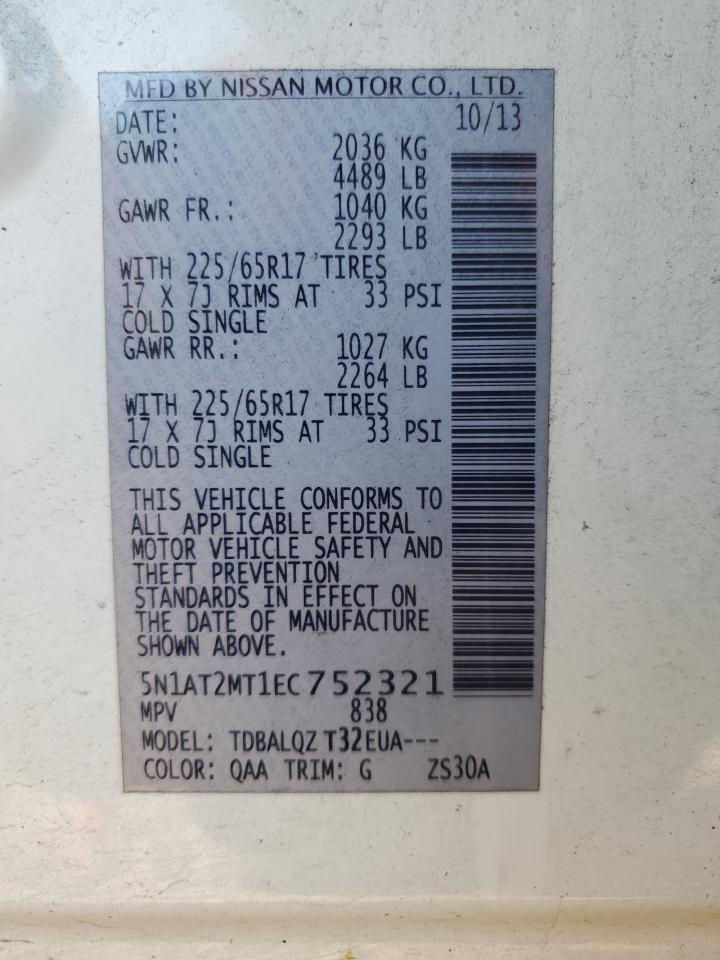 MFD BY NISSAN MOTOR CO., LTD.
DATE: 10/13
GVWR: 2036 KG
4489 LB
GAWR FR.: 1040 KG
2293 LB
WITH 225/65R17 TIRES
17 X 7J RIMS AT 33 PSI
COLD SINGLE
GAWR RR.: 1027 KG
2264 LB
WITH 225/65R17 TIRES
17 X 7J RIMS AT 33 PSI
COLD SINGLE
THIS VEHICLE CONFORMS TO
ALL APPLICABLE FEDERAL
MOTOR VEHICLE SAFETY AND
THEFT PREVENTION
STANDARDS IN EFFECT ON
THE DATE OF MANUFACTURE
SHOWN ABOVE.
5N1AT2MT1EC752321
MPV 838
MODEL: TDBALQZ T32EUA---
COLOR: QAA TRIM: G ZS30A